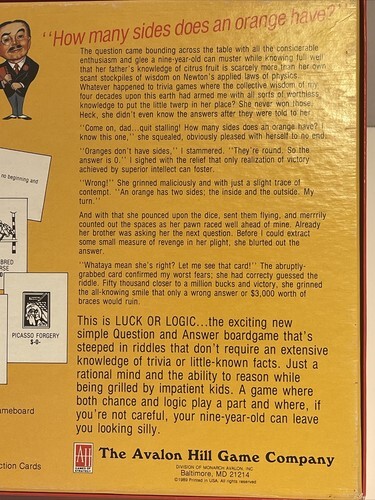 "How many sides does an orange have?"
The question came bounding across the table with all the considerable
enthusiasm and glee a nine-year-old can muster while knowing full well
that her father's knowledge of citrus fruit is scarcely more than his own
scant stockpiles of wisdom on Newton's applied laws of physics.
Whatever happened to trivia games where the collective wisdom of my
four decades upon this earth had armed me with all sorts of worthless
knowledge to put the little twerp in her place? She never won those.
Heck, she didn't even know the answers after they were told to her.
"Come on, dad...quit stalling! How many sides does an orange have? I
know this one," she squealed, obviously pleased with herself to no end.
"Oranges don't have sides," I stammered. "They're round. So the
answer is 0." I sighed with the relief that only realization of victory
achieved by superior intellect can foster.
"Wrong!" She grinned maliciously and with just a slight trace of
contempt. "An orange has two sides; the inside and the outside. My
turn."
And with that she pounced upon the dice, sent them flying, and merrily
counted out the spaces as her pawn raced well ahead of mine. Already
her brother was asking her the next question. Before I could extract
some small measure of revenge in her plight, she blurted out the
answer.
"Whataya mean she's right? Let me see that card!" The abruptly-
grabbed card confirmed my worst fears; she had correctly guessed the
riddle. Fifty thousand closer to a million bucks and victory, she grinned
the all-knowing smile that only a wrong answer or $3,000 worth of
braces would ruin.
This is LUCK OR LOGIC...the exciting new
simple Question and Answer boardgame that's
steeped in riddles that don't require an extensive
knowledge of trivia or little-known facts. Just a
rational mind and the ability to reason while
being grilled by impatient kids. A game where
both chance and logic play a part and where, if
you're not careful, your nine-year-old can leave
you looking silly.
beginning and
BRED
RSE
PICASSO FORGERY
$-0-
ameboard
ction Cards
AH
The Avalon Hill Game Company
DIVISION OF MONARCH AVALON, INC.
Baltimore, MD 21214
©1989 Printed in USA. All rights reserved